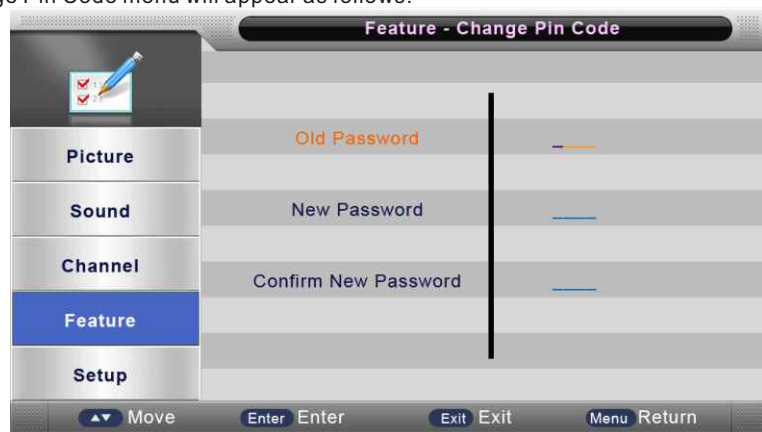 ge Pin Code menu will appear as follows:
Feature - Change Pin Code
Old Password
New Password
Confirm New Password
Picture
Sound
Channel
Feature
Setup
Move
Enter Enter
Exit Exit
Menu Return